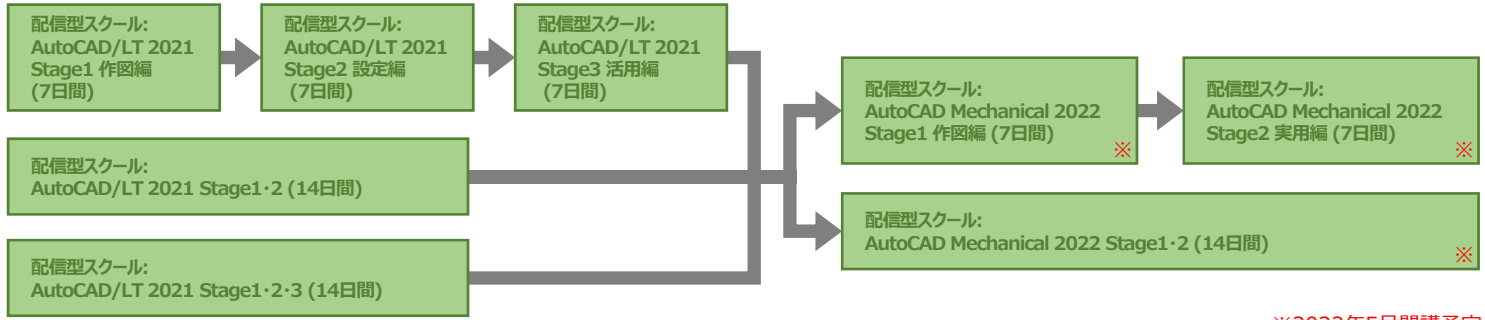 配信型スクール:
AutoCAD/LT 2021
Stage1 作図編
(7日間)
配信型スクール:
AutoCAD/LT 2021
Stage2 設定編
(7日間)
配信型スクール:
AutoCAD/LT 2021
Stage3 活用編
(7日間)
配信型スクール:
AutoCAD/LT 2021 Stage1･2 (14日間)
配信型スクール:
AutoCAD/LT 2021 Stage1･2･3 (14日間)
配信型スクール:
AutoCAD Mechanical 2022
Stage1 作図編 (7日間)
※
配信型スクール:
AutoCAD Mechanical 2022
Stage2 実用編 (7日間)
※
配信型スクール:
AutoCAD Mechanical 2022 Stage1･2 (14日間)
※